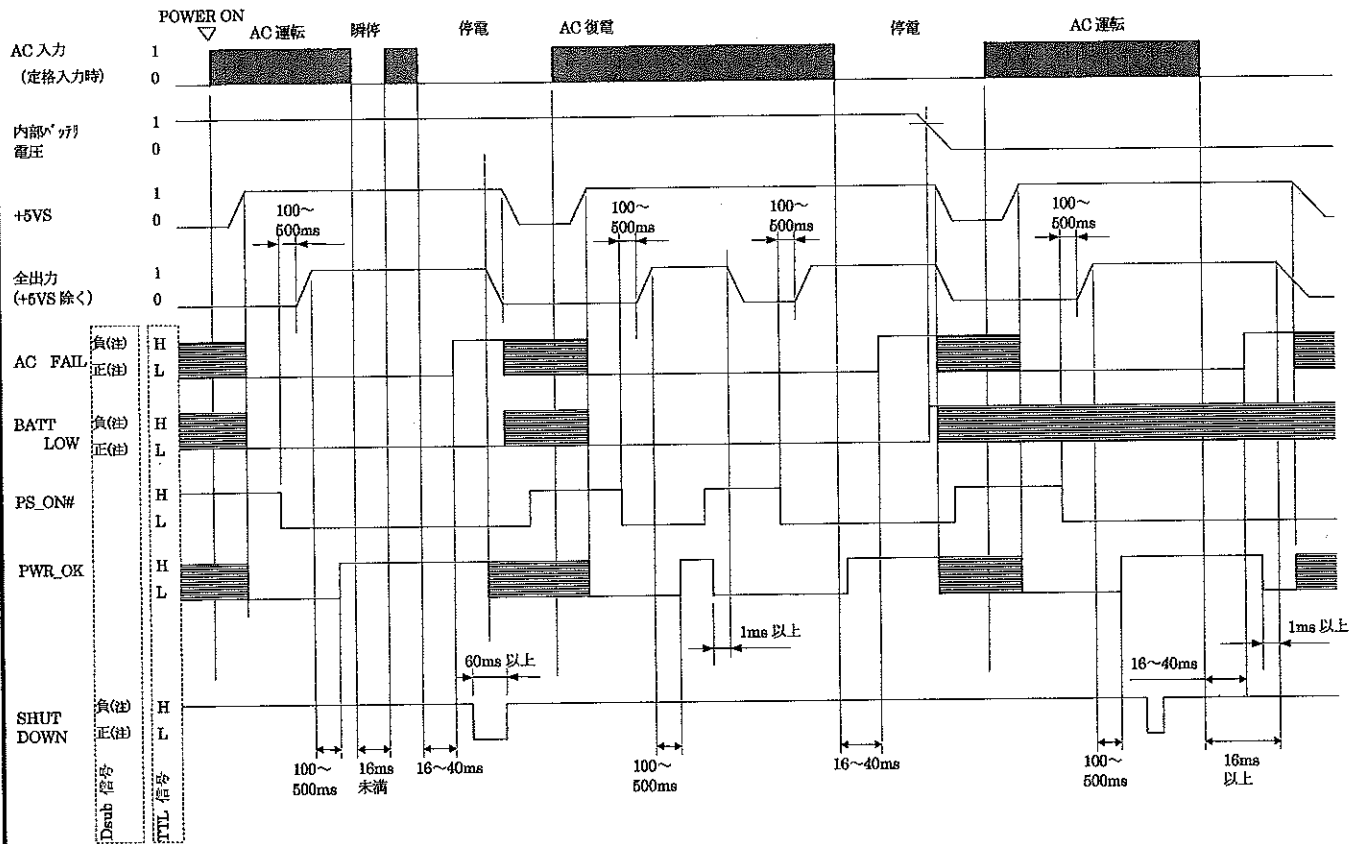 POWER ON
AC 運転 瞬停 停電 AC 復電 停電 AC 運転
AC 入力 1
(定格入力時) 0
内部ﾊﾞｯﾃﾘ 1
電圧 0
+5VS 1
0
100～
500ms
100～
500ms
100～
500ms
100～
500ms
全出力 1
(+5VS 除く) 0
AC FAIL 負(注) H
正(注) L
BATT LOW 負(注) H
正(注) L
PS_ON# H
L
PWR_OK H
L
1ms 以上
1ms 以上
60ms 以上
16～40ms
SHUT DOWN 負(注) H
正(注) L
100～
500ms
16ms
未満
16～40ms
100～
500ms
16～40ms
100～
500ms
16ms
以上
Dsub 信号
TTL 信号